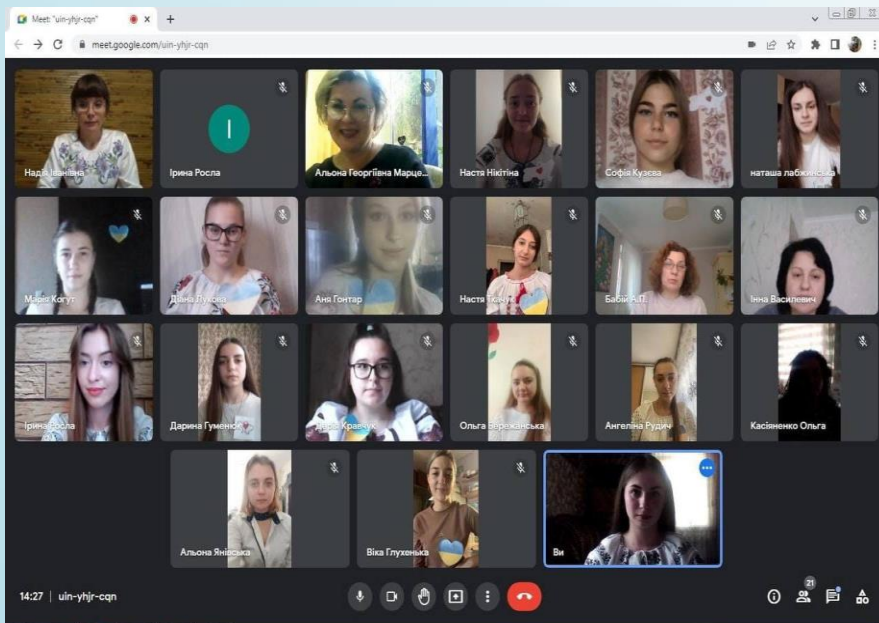 Meet: "uin-yhjr-cqn"
meet.google.com/uin-yhjr-cqn
Надія Іванівна
Ірина Росла
Альона Георгіївна Марце...
Настя Нікітіна
Софія Кузєва
наташа лабжинська
Марія Когут
Діана Лукова
Аня Гонтар
Настя Ткачук
Бабій А.П.
Інна Василевич
Ірина Росла
Дарина Гуменюк
Дарія Кравчук
Ольга Бережанська
Ангеліна Рудич
Касіяненко Ольга
Альона Янівська
Віка Глухенька
Ви
14:27 | uin-yhjr-cqn
21